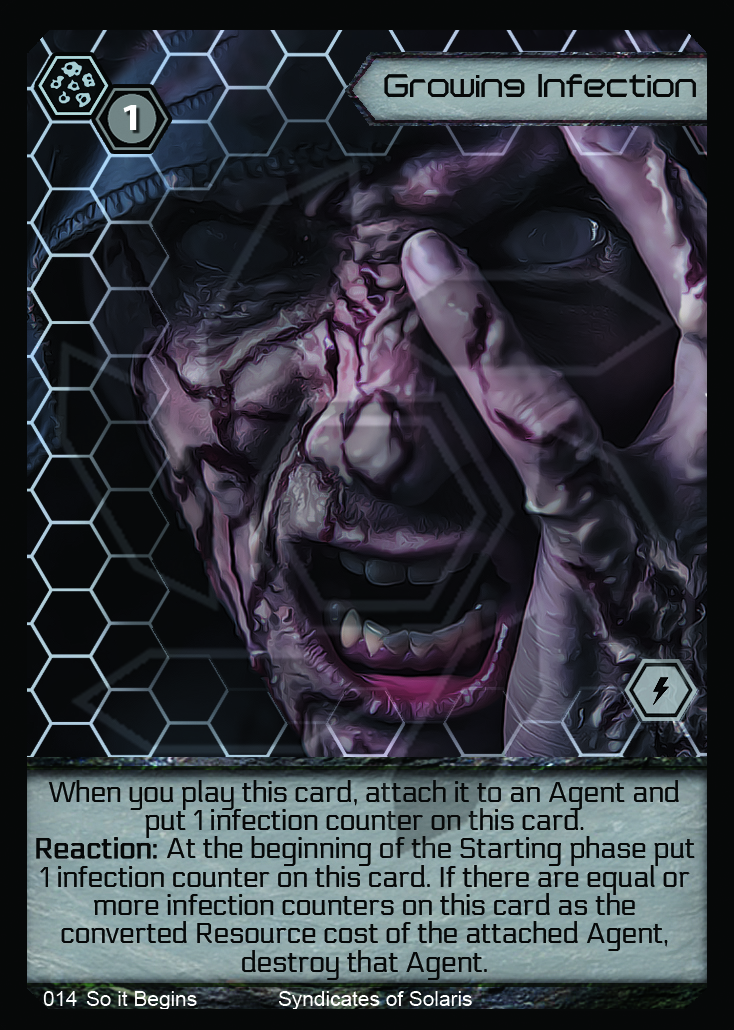 Growing Infection
1
When you play this card, attach it to an Agent and
put 1 infection counter on this card.
Reaction: At the beginning of the Starting phase put
1 infection counter on this card. If there are equal or
more infection counters on this card as the
converted Resource cost of the attached Agent,
destroy that Agent.
014 So it Begins Syndicates of Solaris